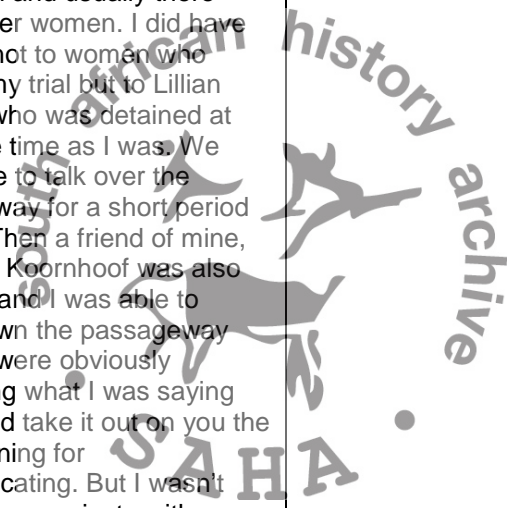 and usually there
er women. I did have
not to women who
ny trial but to Lillian
who was detained at
e time as I was. We
e to talk over the
way for a short period
Then a friend of mine,
Koornhoof was also
and I was able to
wn the passageway
were obviously
g what I was saying
d take it out on you the
ning for
cating. But I wasn't
south african history archive
• SAHA •